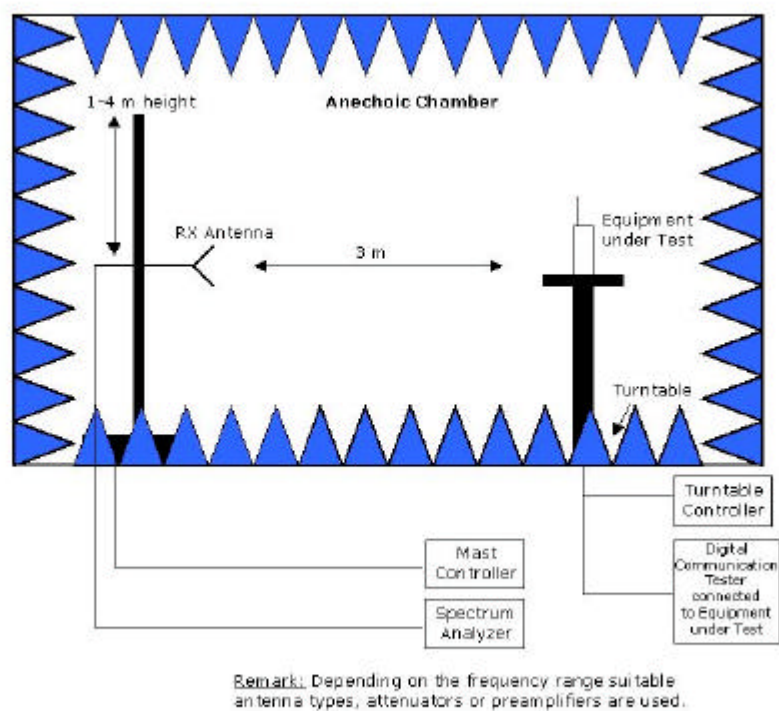 1-4 m height
Anechoic Chamber
RX Antenna
3 m
Equipment
under Test
Turntable
Turntable
Controller
Mast
Controller
Digital
Communication
Tester
connected
to Equipment
under Test
Spectrum
Analyzer
Remark: Depending on the frequency range suitable
antenna types, attenuators or preamplifiers are used.